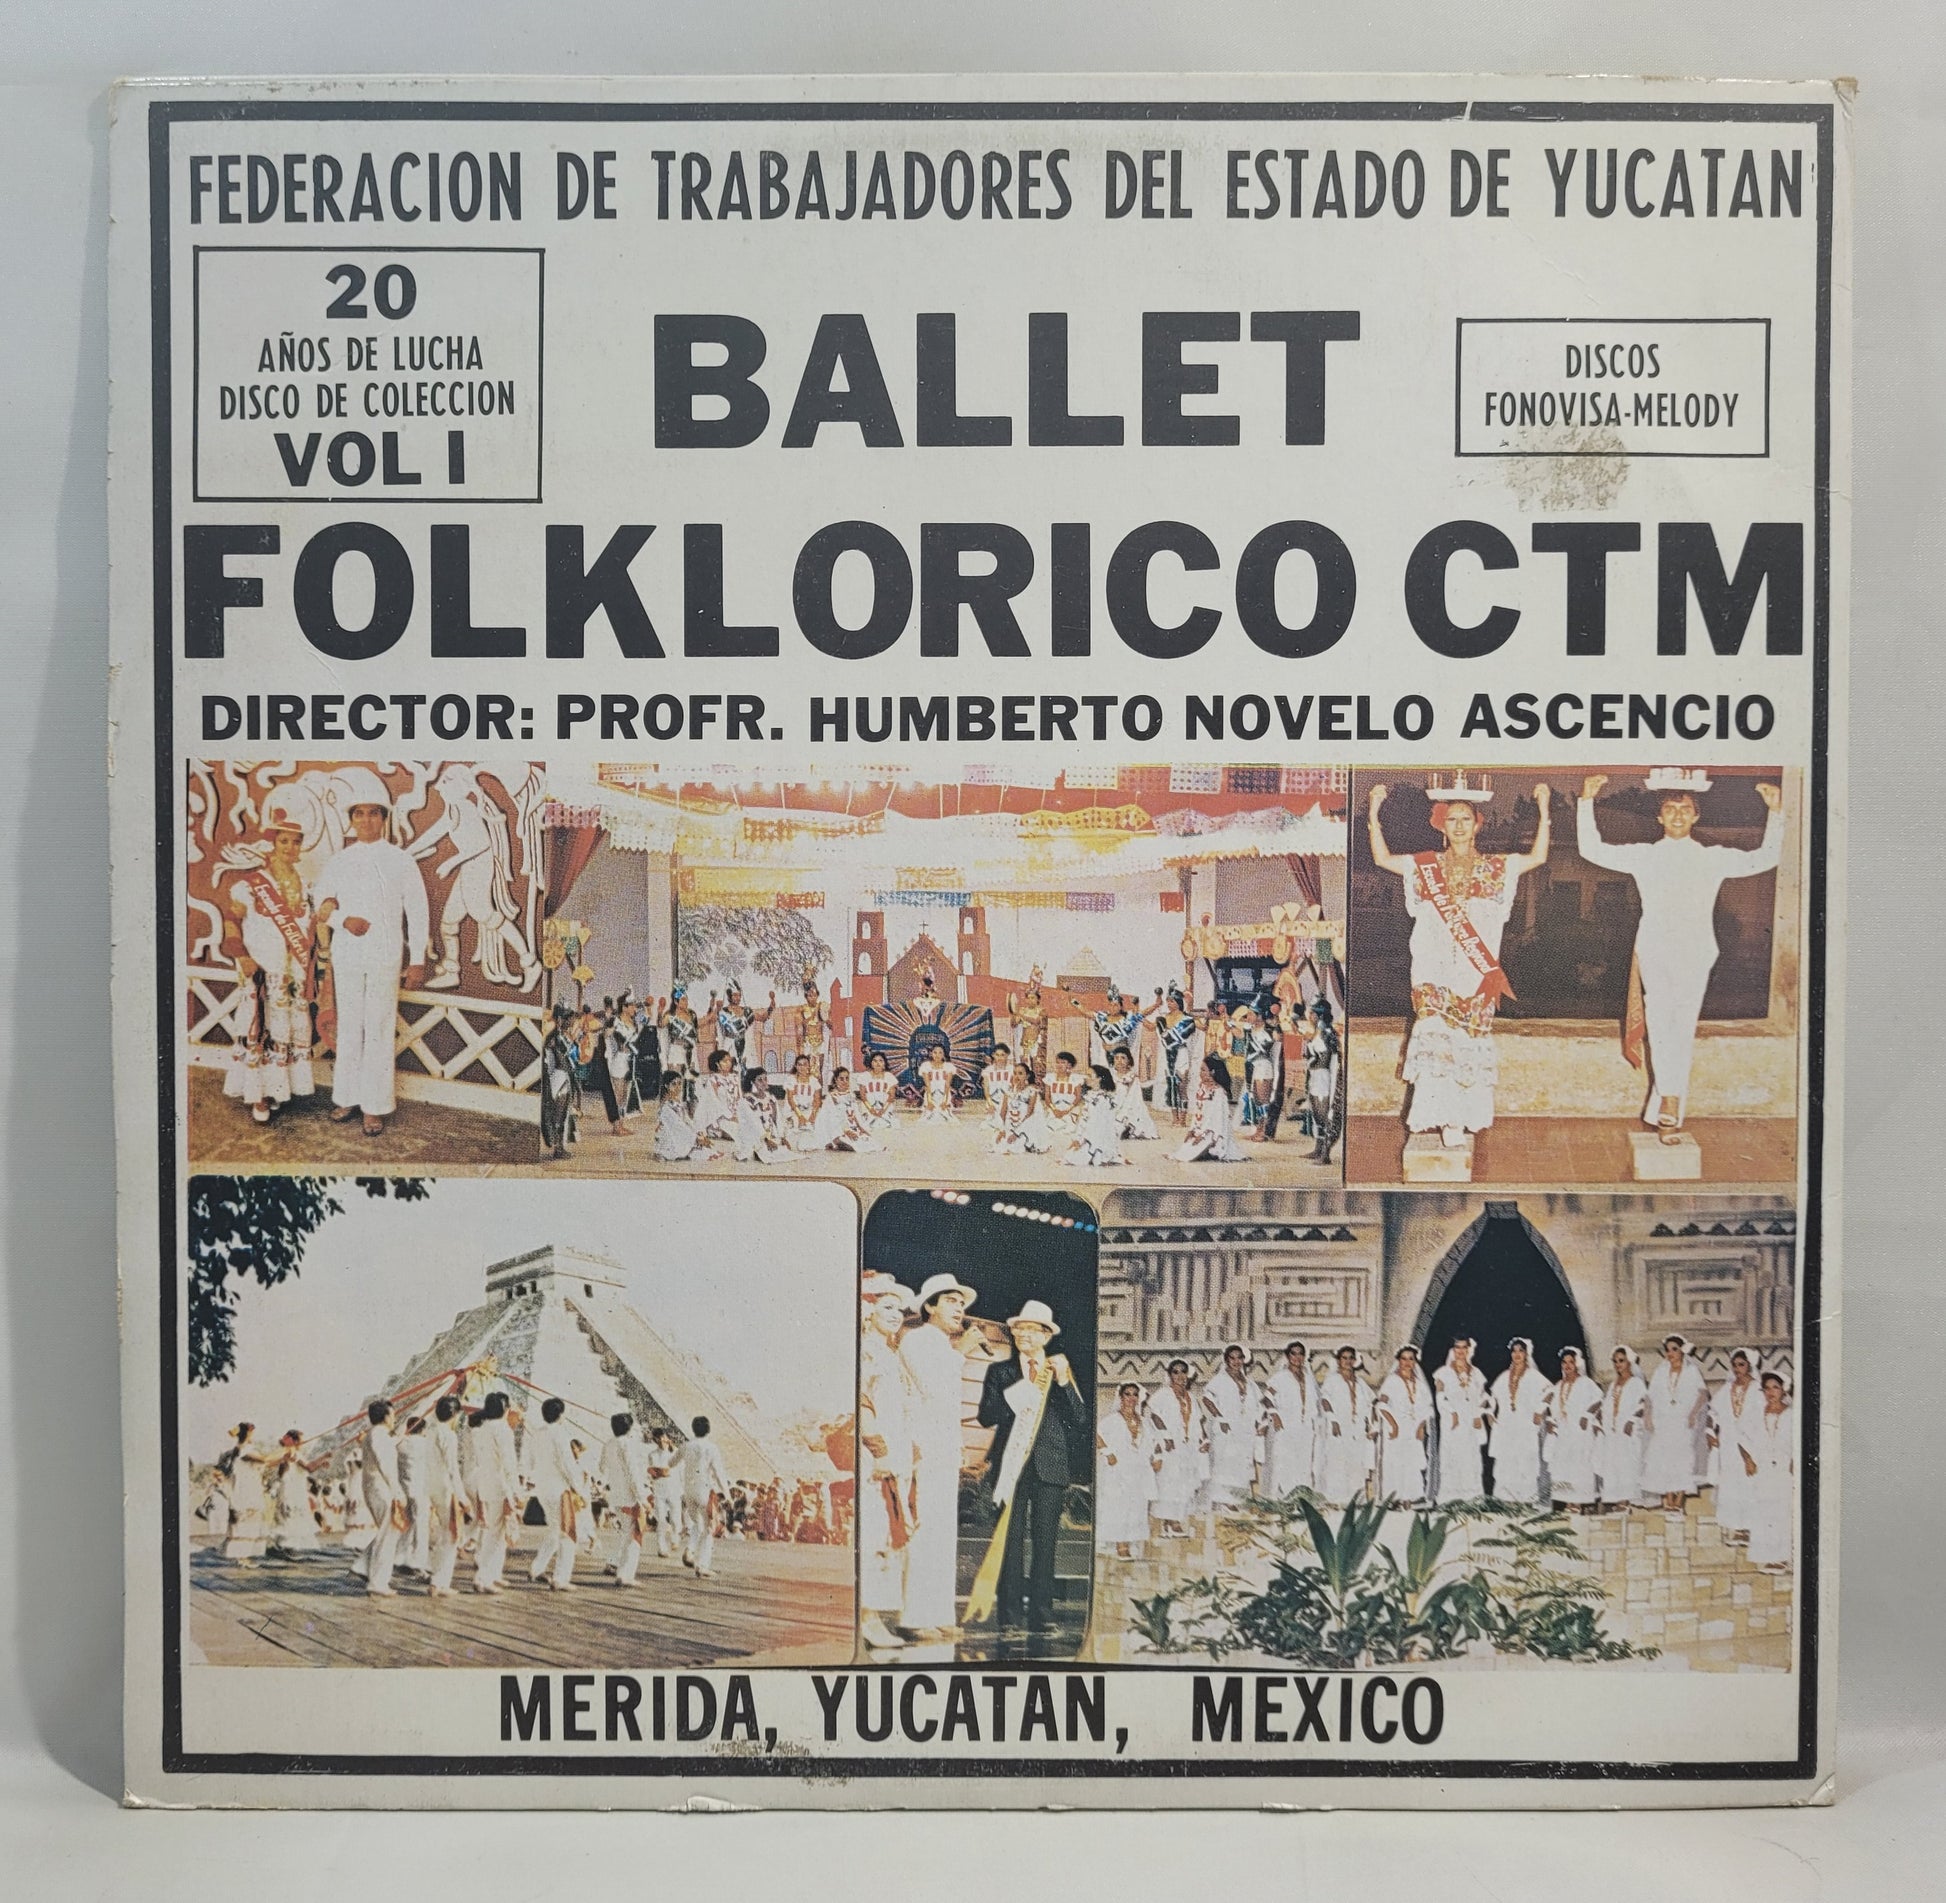 FEDERACION DE TRABAJADORES DEL ESTADO DE YUCATAN
20
AÑOS DE LUCHA
DISCO DE COLECCION
VOL I
BALLET
DISCOS
FONOVISA-MELODY
FOLKLORICO CTM
DIRECTOR: PROFR. HUMBERTO NOVELO ASCENCIO
MERIDA, YUCATAN, MEXICO